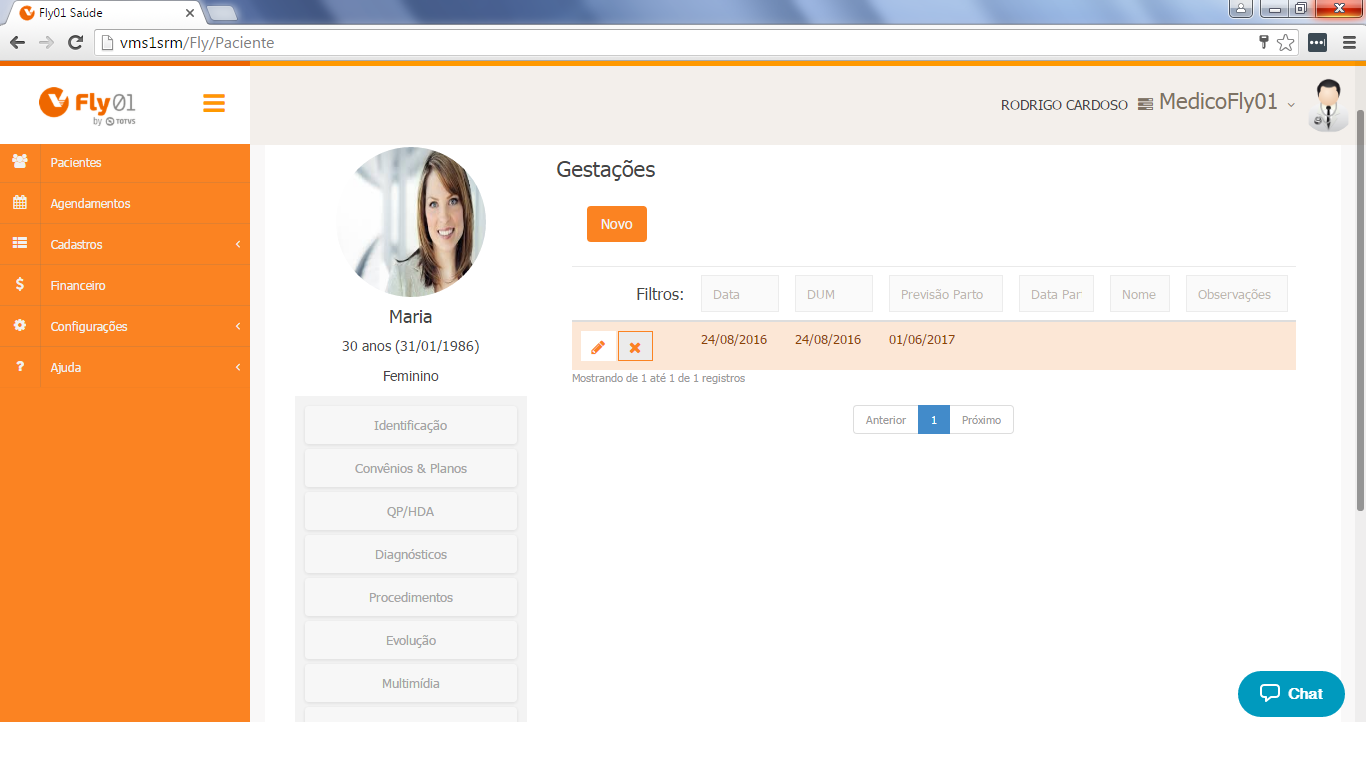 Fly01 Saúde
vms1srm/Fly/Paciente
Fly01
by TOTVS
RODRIGO CARDOSO MedicoFly01
Pacientes
Agendamentos
Cadastros
Financeiro
Configurações
Ajuda
Maria
30 anos (31/01/1986)
Feminino
Identificação
Convênios & Planos
QP/HDA
Diagnósticos
Procedimentos
Evolução
Multimídia
Gestações
Novo
Filtros: Data DUM Previsão Parto Data Par Nome Observações
24/08/2016 24/08/2016 01/06/2017
Mostrando de 1 até 1 de 1 registros
Anterior 1 Próximo
Chat